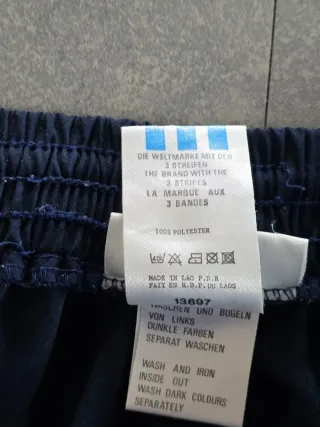 DIE WELTMARKE MIT DEN
3 STREIFEN
THE BRAND WITH THE
3 STRIPES
LA MARQUE AUX
3 BANDES
100% POLYESTER
MADE IN LAO P.D.R
FAIT EN R.D.P. DU LAOS
13697
WASCHEN UND BÜGELN
VON LINKS
DUNKLE FARBEN
SEPARAT WASCHEN
WASH AND IRON
INSIDE OUT
WASH DARK COLOURS
SEPARATELY